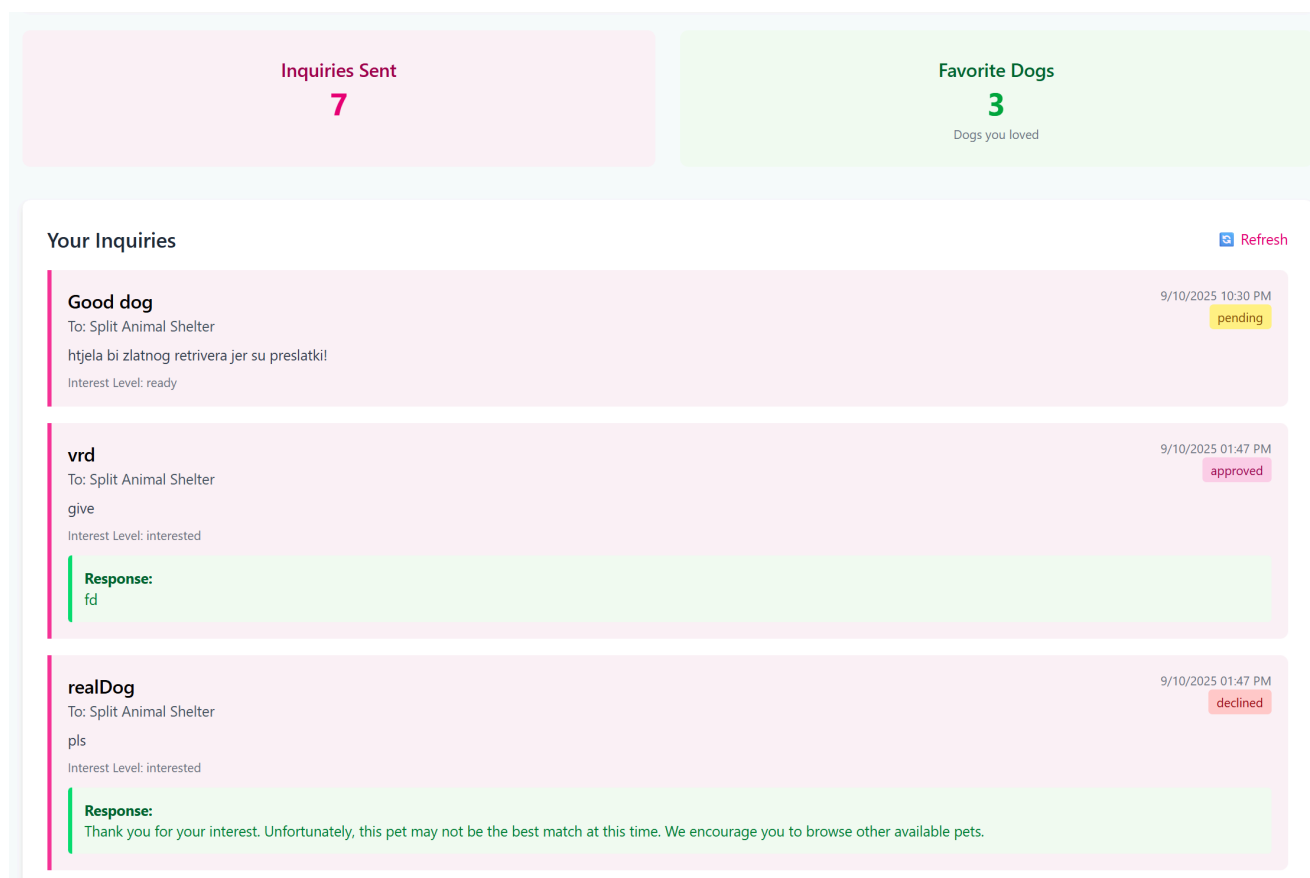 Inquiries Sent
7
Favorite Dogs
3
Dogs you loved
Your Inquiries
Refresh
Good dog
9/10/2025 10:30 PM
To: Split Animal Shelter
pending
htjela bi zlatnog retrivera jer su preslatki!
Interest Level: ready
vrd
9/10/2025 01:47 PM
To: Split Animal Shelter
approved
give
Interest Level: interested
Response:
fd
realDog
9/10/2025 01:47 PM
To: Split Animal Shelter
declined
pls
Interest Level: interested
Response:
Thank you for your interest. Unfortunately, this pet may not be the best match at this time. We encourage you to browse other available pets.